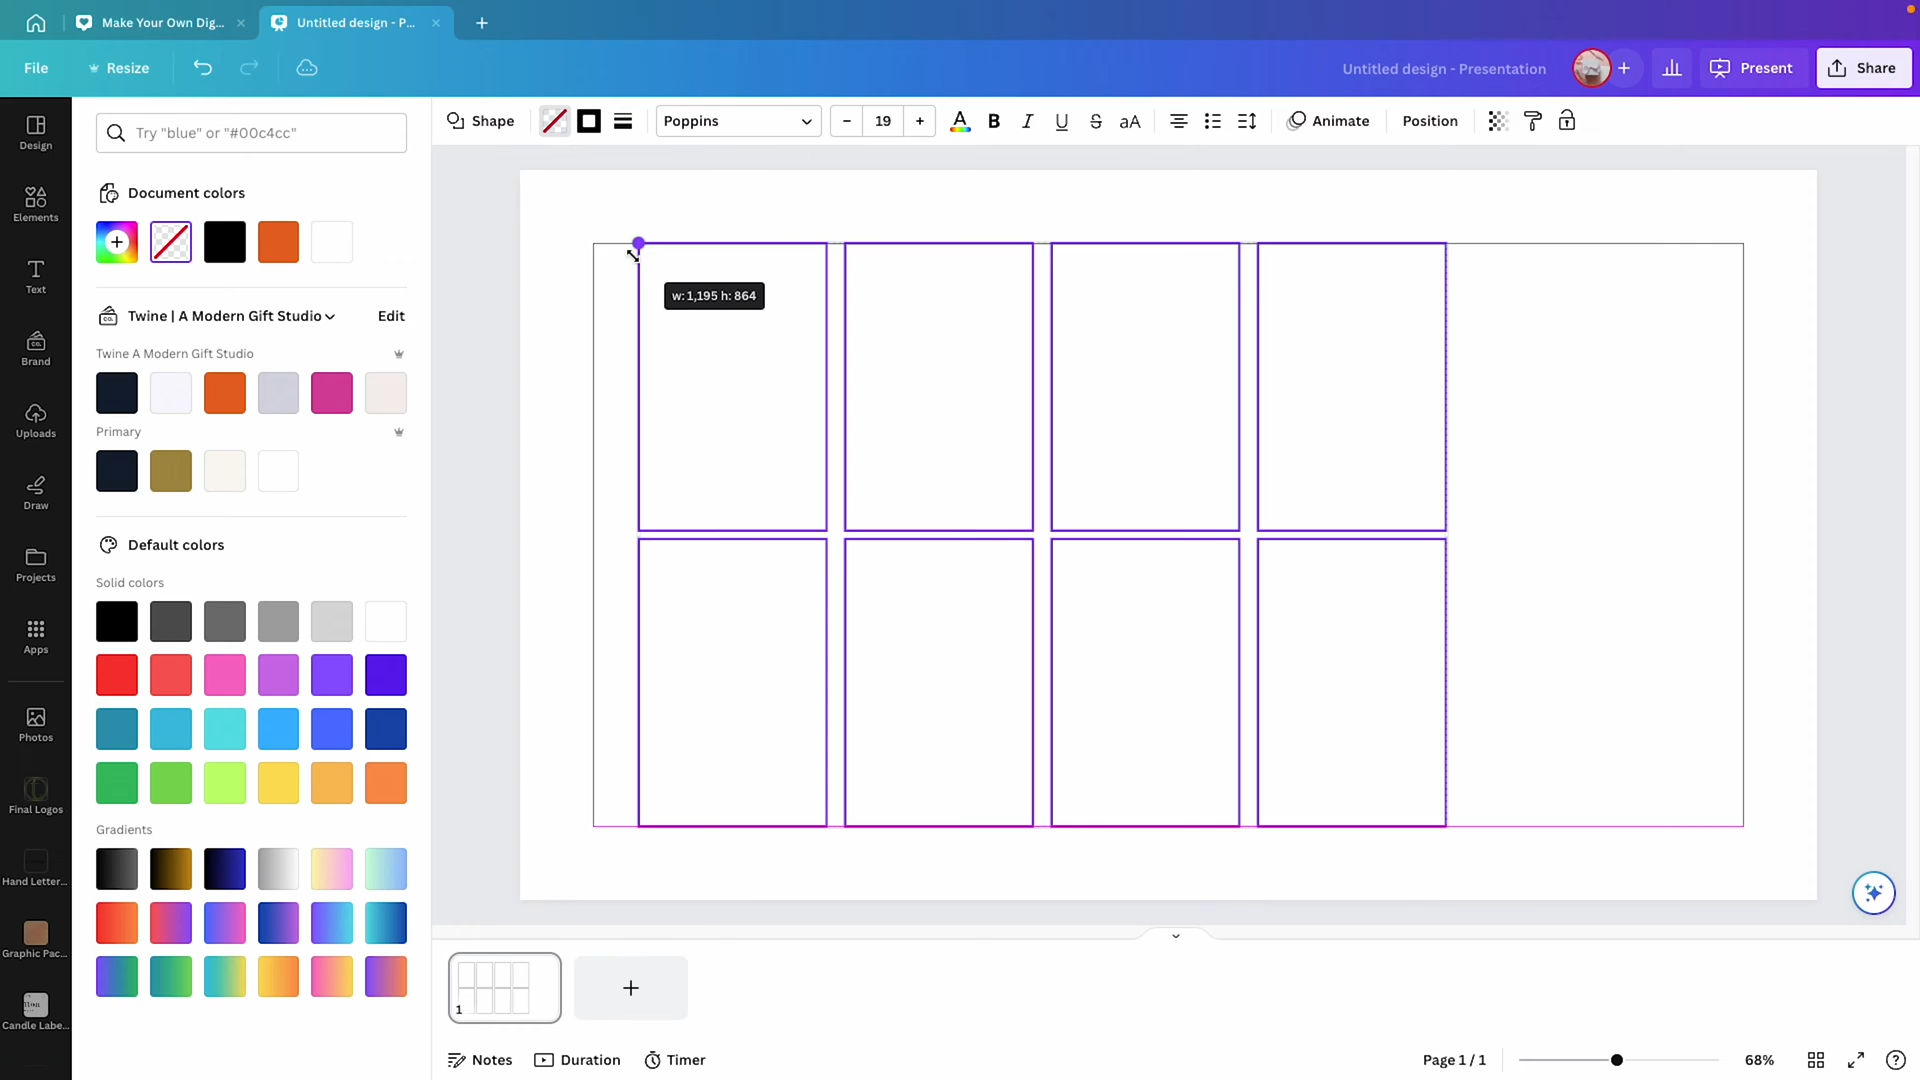 Make Your Own Dig...
Untitled design - P...
File
Resize
Untitled design - Presentation
Present
Share
Try "blue" or "#00c4cc"
Shape
Poppins
19
B
I
U
S
aA
Animate
Position
Design
Elements
Text
Brand
Uploads
Draw
Projects
Apps
Photos
Final Logos
Hand Letter...
Graphic Pac...
Candle Labe...
Document colors
Twine | A Modern Gift Studio
Edit
Twine A Modern Gift Studio
Primary
Default colors
Solid colors
Gradients
w: 1,195 h: 864
1
Notes
Duration
Timer
Page 1 / 1
68%